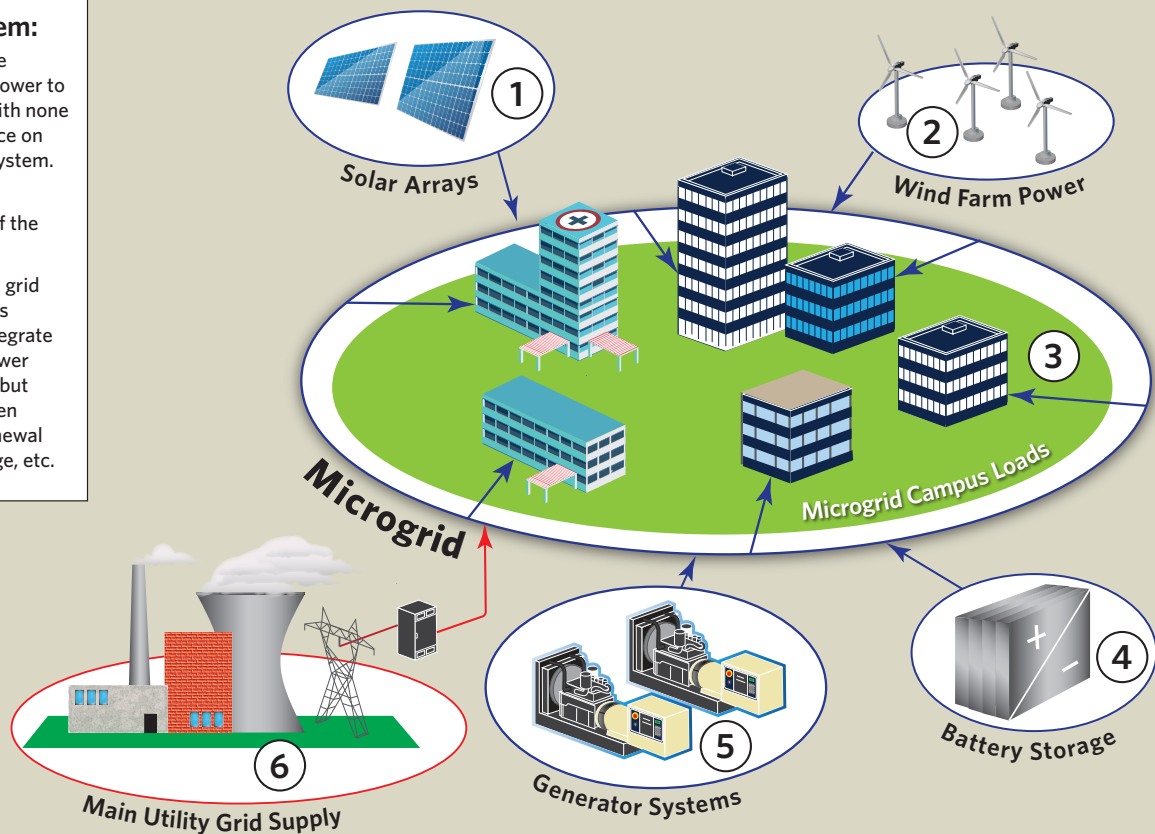 em:
e
ower to
ith none
ce on
ystem.
f the
grid
s
egrate
wer
but
en
newal
ge, etc.
1
Solar Arrays
2
Wind Farm Power
3
Microgrid Campus Loads
Microgrid
4
+
-
Battery Storage
5
Generator Systems
6
Main Utility Grid Supply